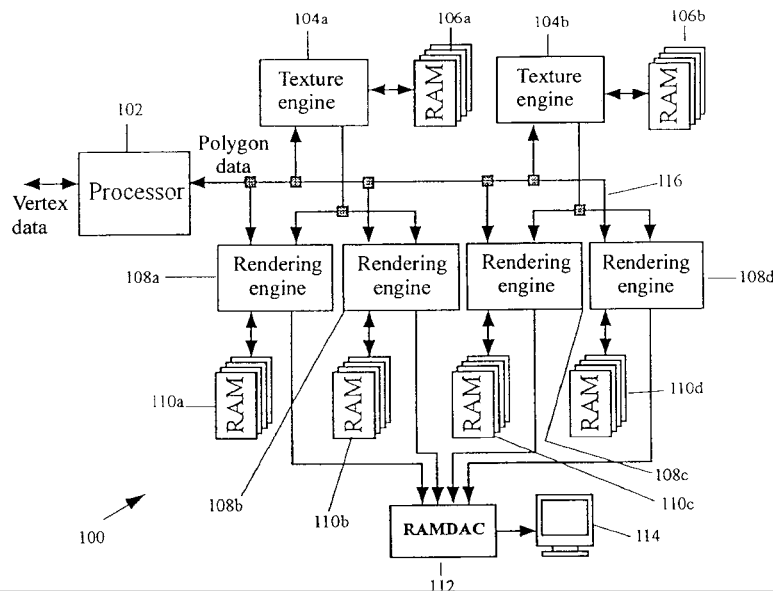 104a
106a
104b
106b
Texture
engine
RAM
Texture
engine
RAM
102
Polygon
data
Processor
Vertex
data
116
108a
Rendering
engine
Rendering
engine
Rendering
engine
Rendering
engine
108d
110a
RAM
RAM
RAM
RAM
110d
108b
110b
108c
110c
100
RAMDAC
114
112